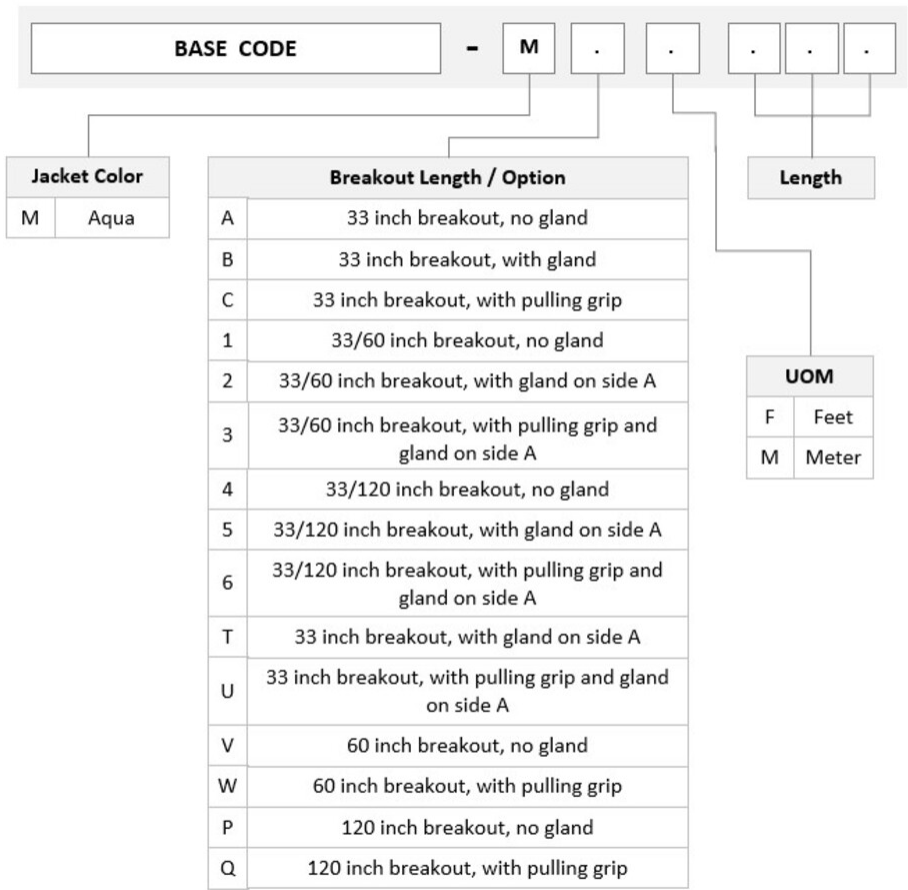 BASE CODE - M . . . . .
Jacket Color
M Aqua
Breakout Length / Option
A 33 inch breakout, no gland
B 33 inch breakout, with gland
C 33 inch breakout, with pulling grip
1 33/60 inch breakout, no gland
2 33/60 inch breakout, with gland on side A
3 33/60 inch breakout, with pulling grip and
gland on side A
4 33/120 inch breakout, no gland
5 33/120 inch breakout, with gland on side A
6 33/120 inch breakout, with pulling grip and
gland on side A
T 33 inch breakout, with gland on side A
U 33 inch breakout, with pulling grip and gland
on side A
V 60 inch breakout, no gland
W 60 inch breakout, with pulling grip
P 120 inch breakout, no gland
Q 120 inch breakout, with pulling grip
Length
UOM
F Feet
M Meter